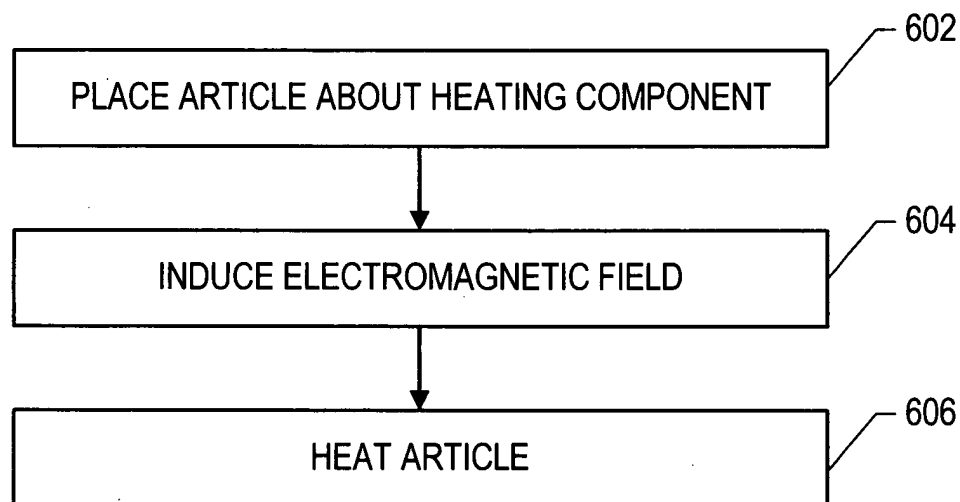 602
PLACE ARTICLE ABOUT HEATING COMPONENT
604
INDUCE ELECTROMAGNETIC FIELD
606
HEAT ARTICLE